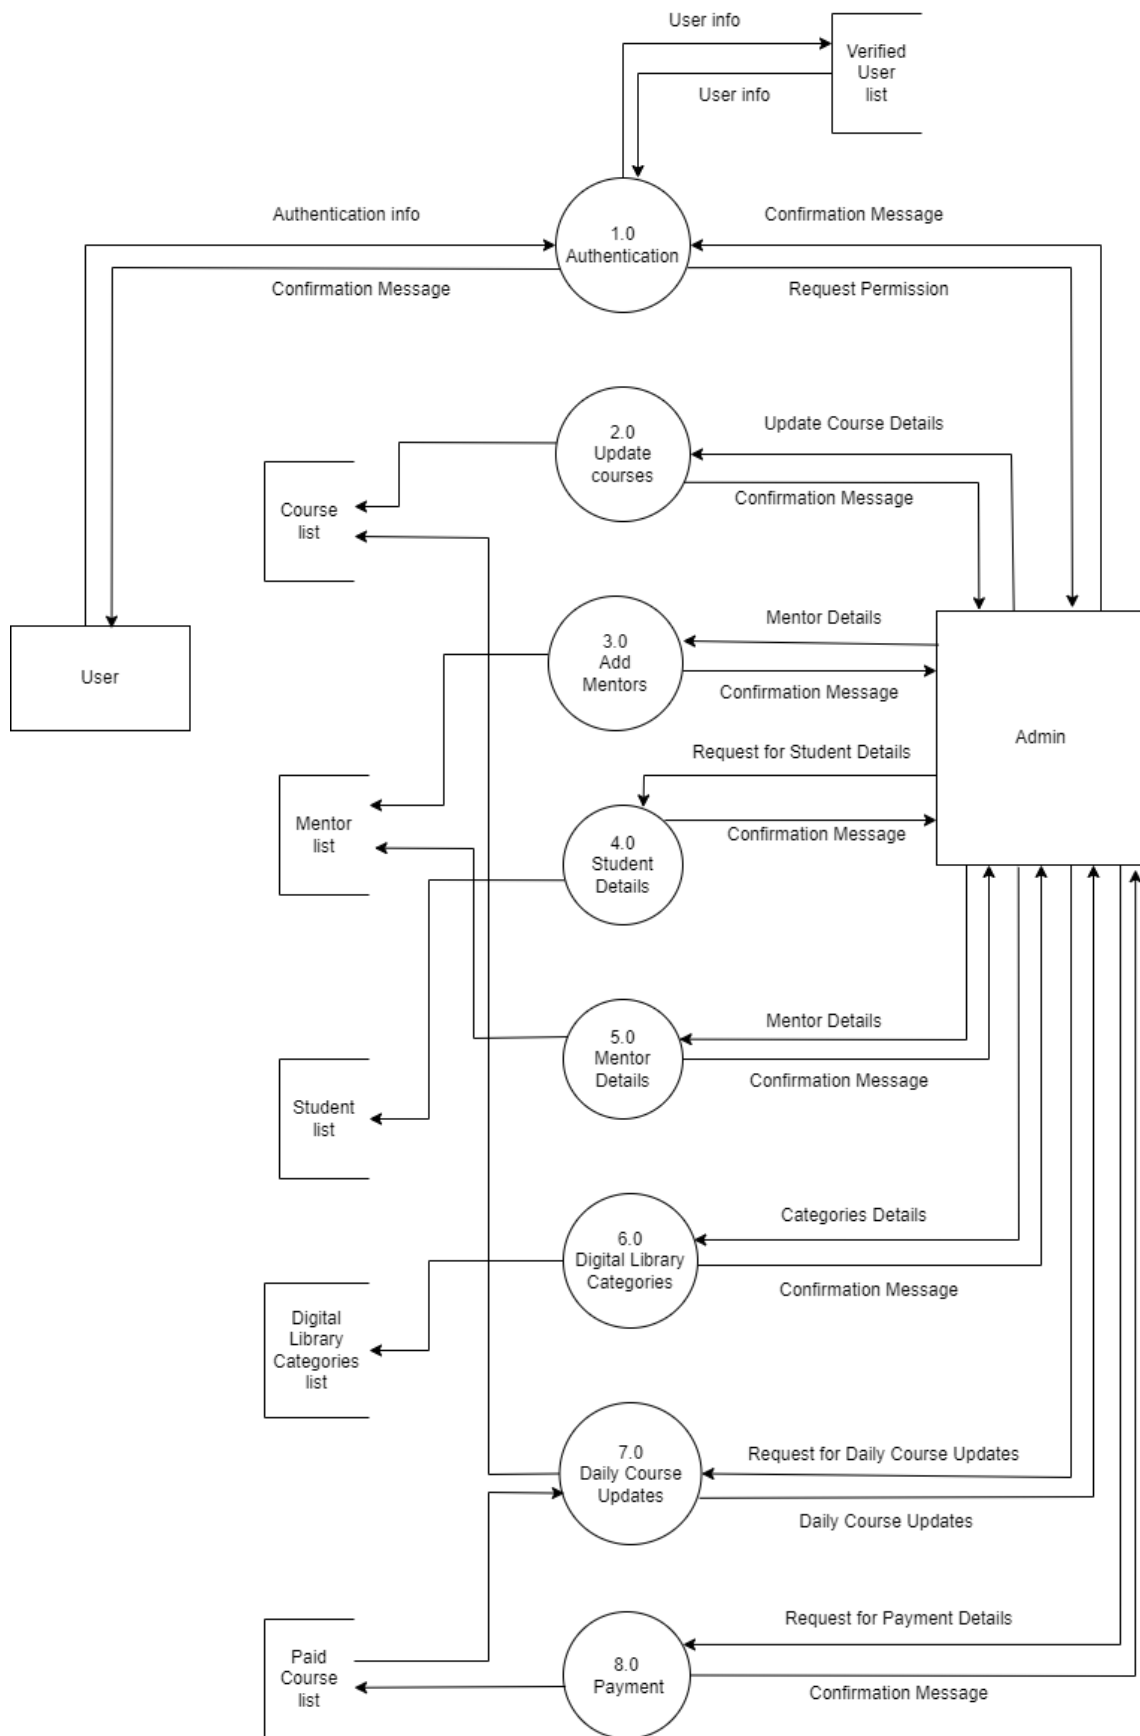 User info
Verified
User
list
User info
Authentication info
Confirmation Message
1.0
Authentication
Confirmation Message
Request Permission
2.0
Update
courses
Update Course Details
Confirmation Message
Course
list
3.0
Add
Mentors
Mentor Details
Confirmation Message
User
Admin
Request for Student Details
Mentor
list
4.0
Student
Details
Confirmation Message
5.0
Mentor
Details
Mentor Details
Confirmation Message
Student
list
6.0
Digital Library
Categories
Categories Details
Confirmation Message
Digital
Library
Categories
list
7.0
Daily Course
Updates
Request for Daily Course Updates
Daily Course Updates
Paid
Course
list
8.0
Payment
Request for Payment Details
Confirmation Message